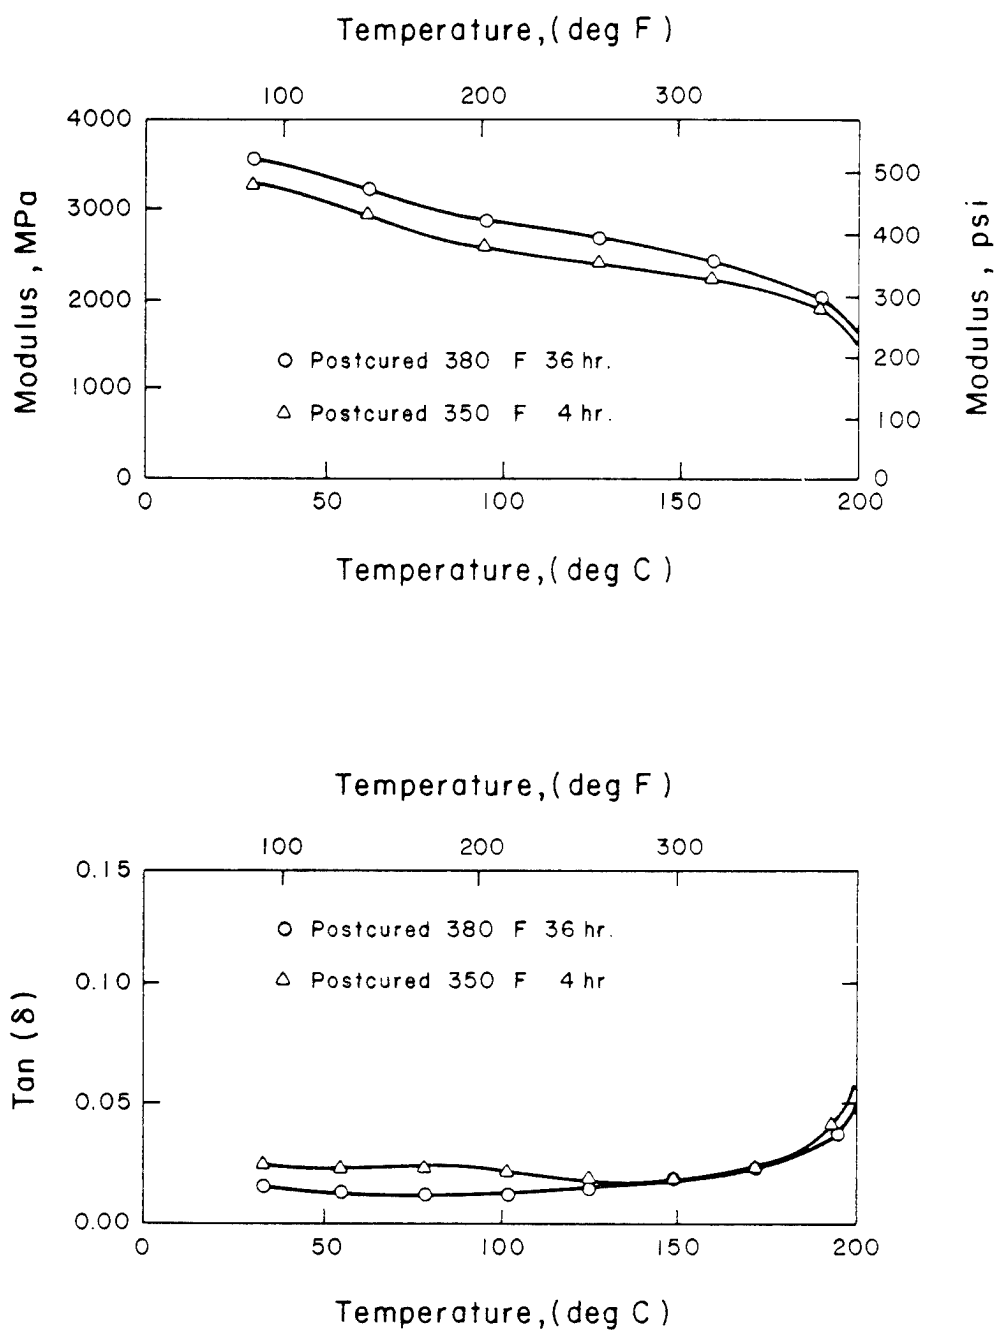 Temperature, (deg F)
100 200 300
4000
3000
2000
1000
0
Modulus, MPa
500
400
300
200
100
0
Modulus, psi
○ Postcured 380 F 36 hr.
△ Postcured 350 F 4 hr.
0 50 100 150 200
Temperature, (deg C)
Temperature, (deg F)
100 200 300
0.15
0.10
0.05
0.00
Tan (δ)
○ Postcured 380 F 36 hr.
△ Postcured 350 F 4 hr
0 50 100 150 200
Temperature, (deg C)